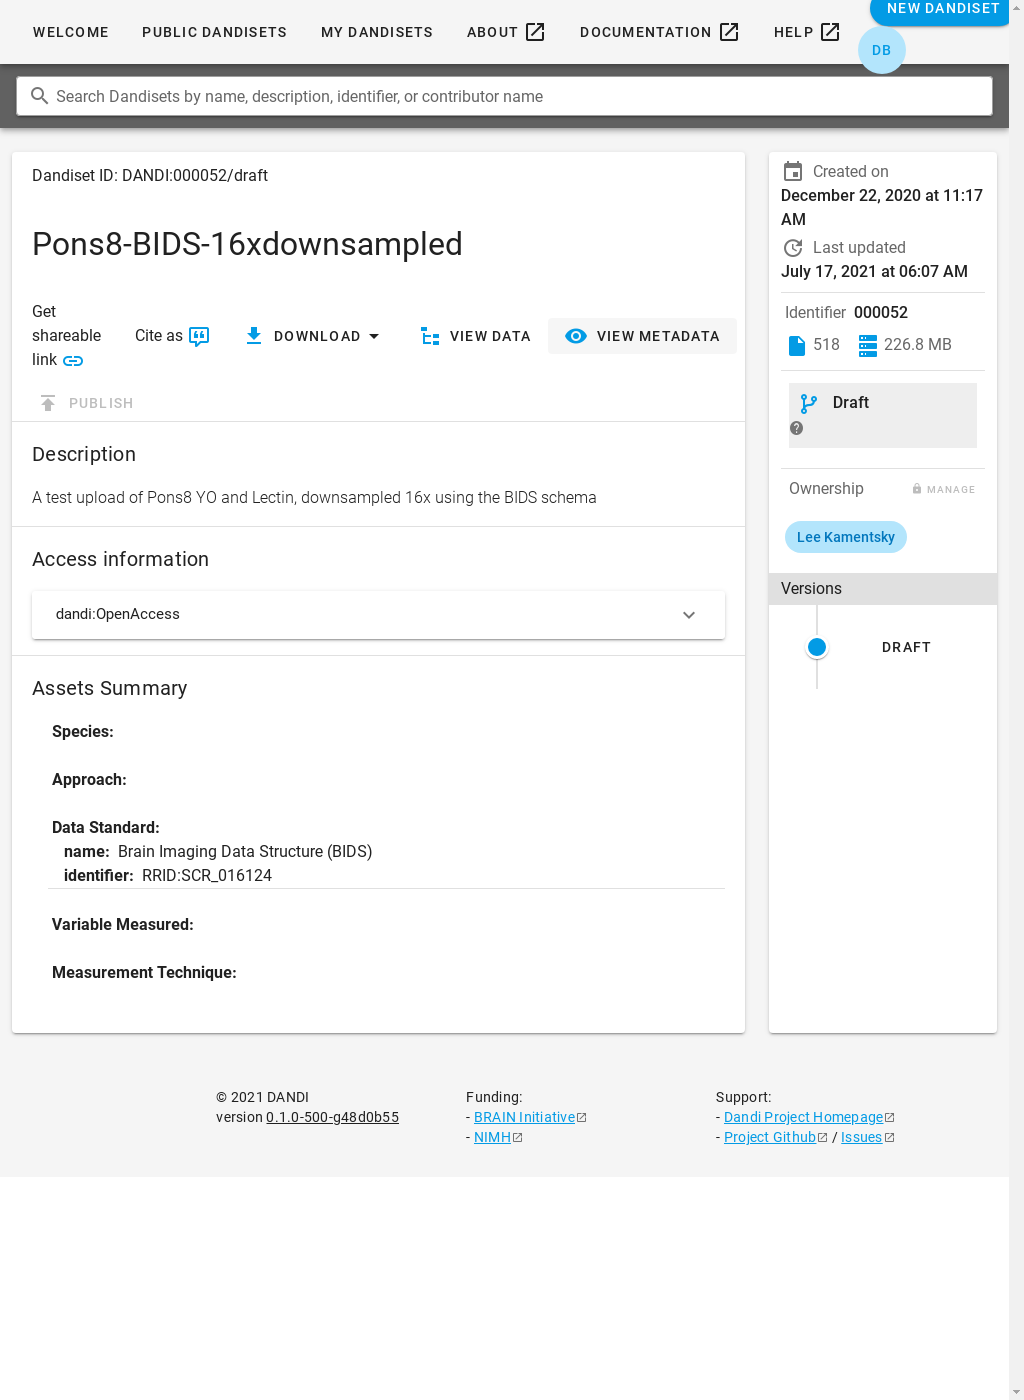 WELCOME PUBLIC DANDISETS MY DANDISETS ABOUT DOCUMENTATION HELP NEW DANDISET
DB
Search Dandisets by name, description, identifier, or contributor name
Dandiset ID: DANDI:000052/draft
Pons8-BIDS-16xdownsampled
Get
shareable
link
Cite as
DOWNLOAD
VIEW DATA
VIEW METADATA
PUBLISH
Description
A test upload of Pons8 YO and Lectin, downsampled 16x using the BIDS schema
Access information
dandi:OpenAccess
Assets Summary
Species:
Approach:
Data Standard:
name: Brain Imaging Data Structure (BIDS)
identifier: RRID:SCR_016124
Variable Measured:
Measurement Technique:
Created on
December 22, 2020 at 11:17
AM
Last updated
July 17, 2021 at 06:07 AM
Identifier 000052
518 226.8 MB
Draft
Ownership MANAGE
Lee Kamentsky
Versions
DRAFT
© 2021 DANDI
version 0.1.0-500-g48d0b55
Funding:
- BRAIN Initiative
- NIMH
Support:
- Dandi Project Homepage
- Project Github / Issues